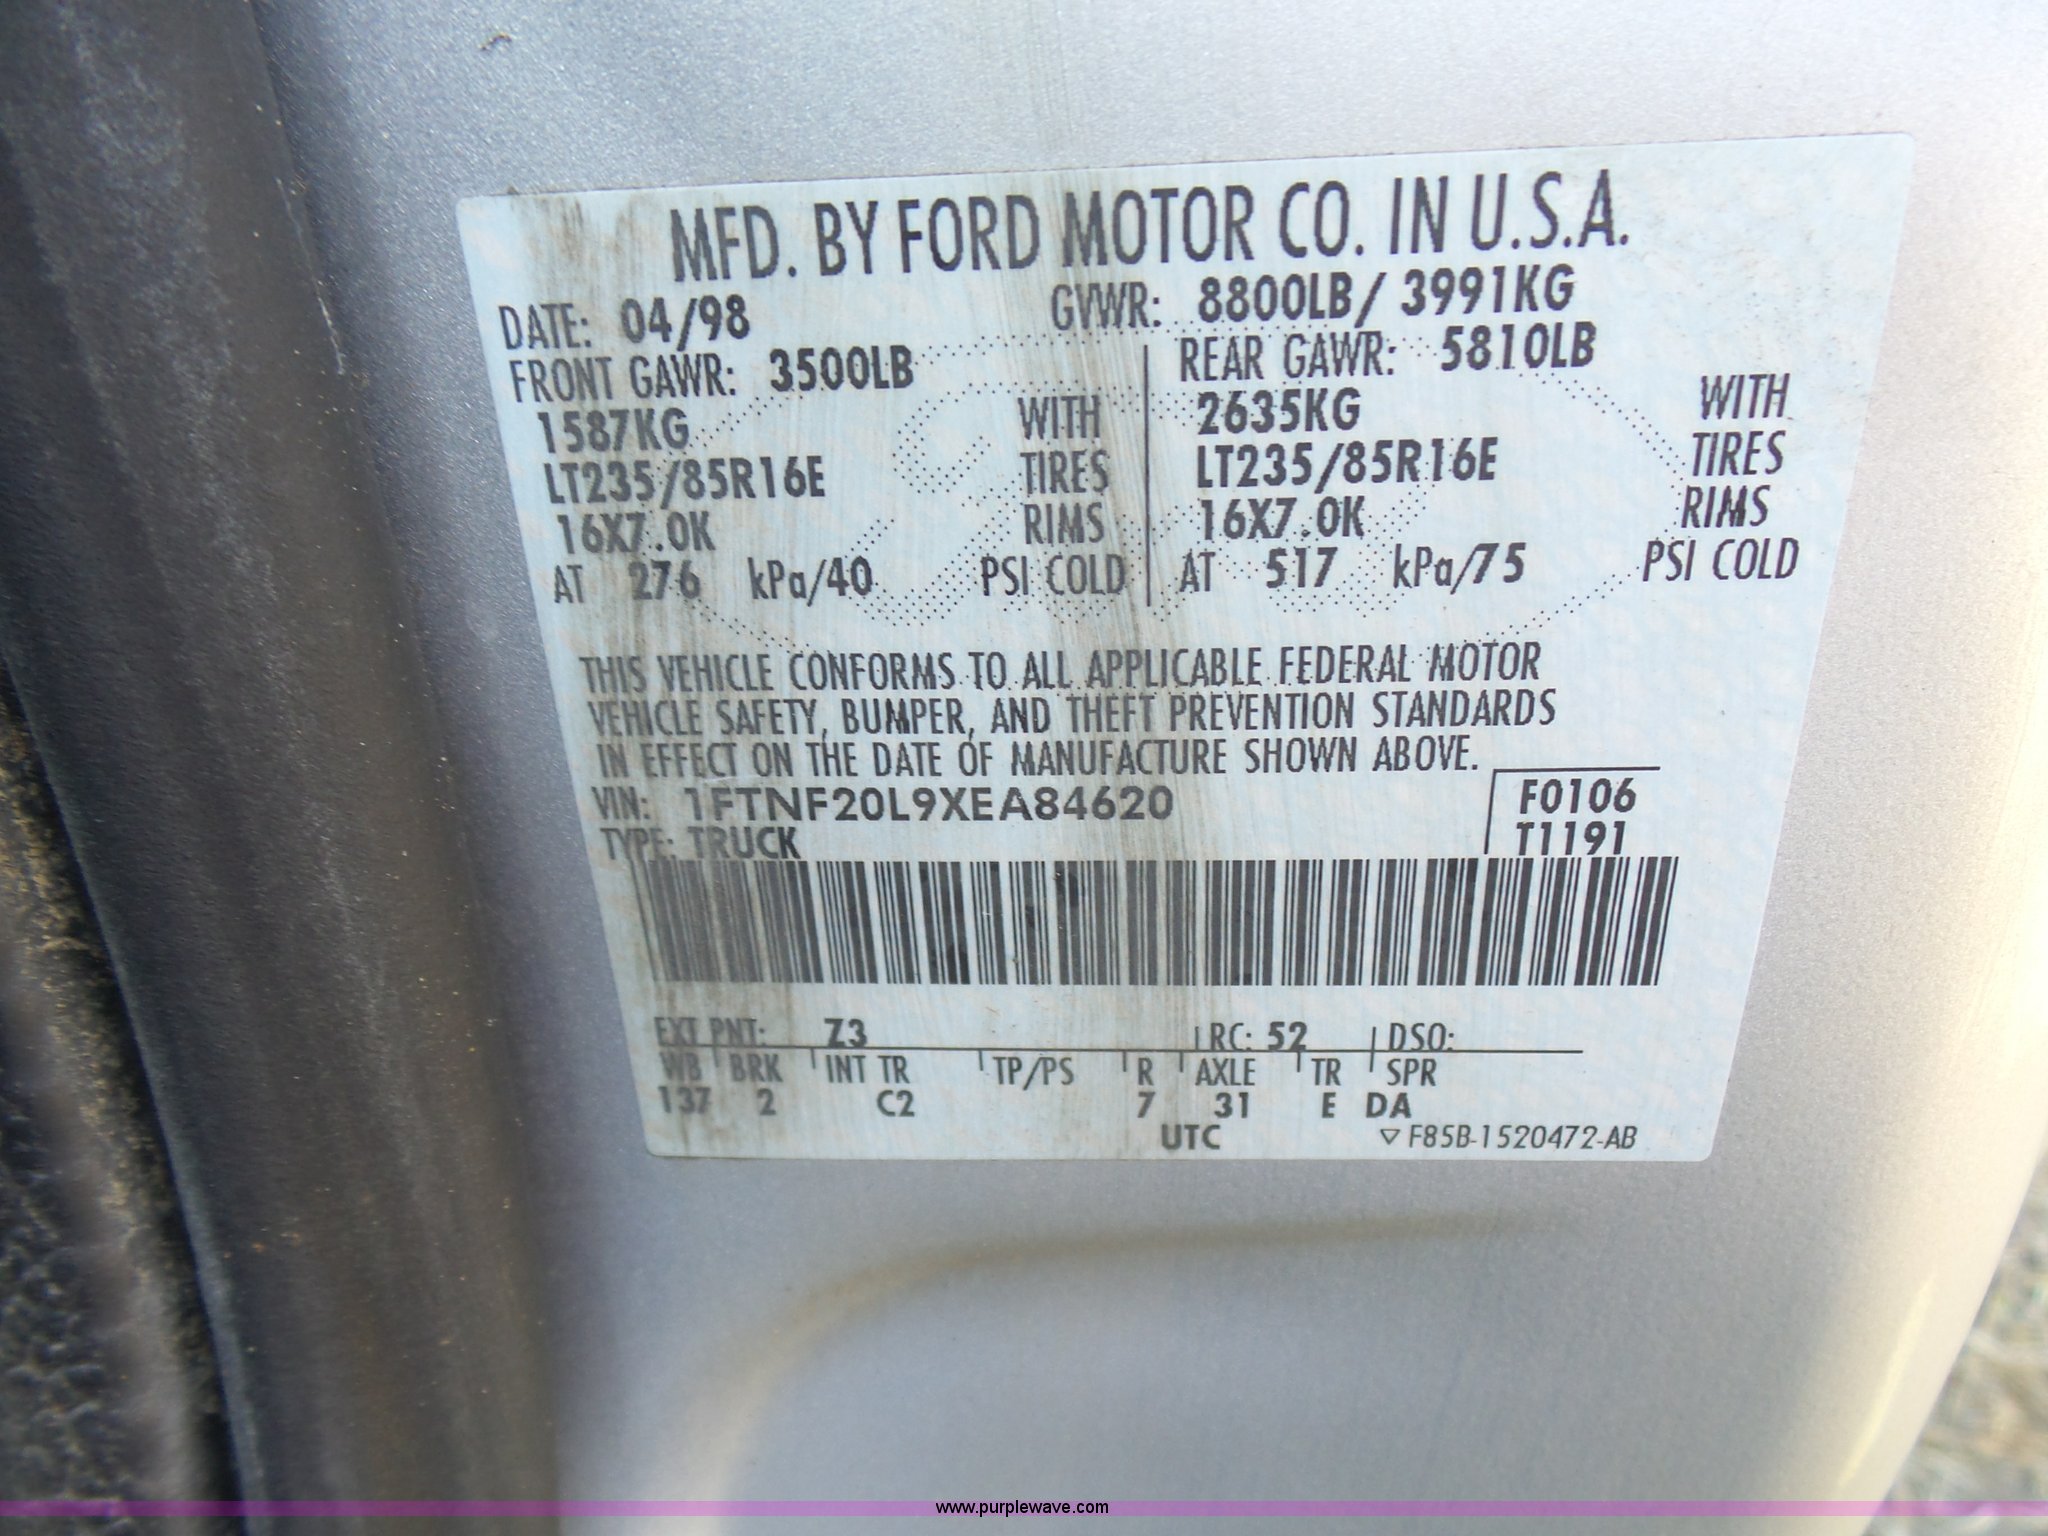 MFD. BY FORD MOTOR CO. IN U.S.A.
DATE: 04/98 GVWR: 8800LB/ 3991KG
FRONT GAWR: 3500LB REAR GAWR: 5810LB
1587KG WITH 2635KG WITH
LT235/85R16E TIRES LT235/85R16E TIRES
16X7.0K RIMS 16X7.0K RIMS
AT 276 kPa/40 PSI COLD AT 517 kPa/75 PSI COLD
THIS VEHICLE CONFORMS TO ALL APPLICABLE FEDERAL MOTOR
VEHICLE SAFETY, BUMPER, AND THEFT PREVENTION STANDARDS
IN EFFECT ON THE DATE OF MANUFACTURE SHOWN ABOVE.
VIN: 1FTNF20L9XEA84620 F0106
TYPE: TRUCK T1191
EXT PNT: Z3 RC: 52 DSO:
WB BRK INT TR TP/PS R AXLE TR SPR
137 2 C2 7 31 E DA
UTC ▽ F85B-1520472-AB
www.purplewave.com